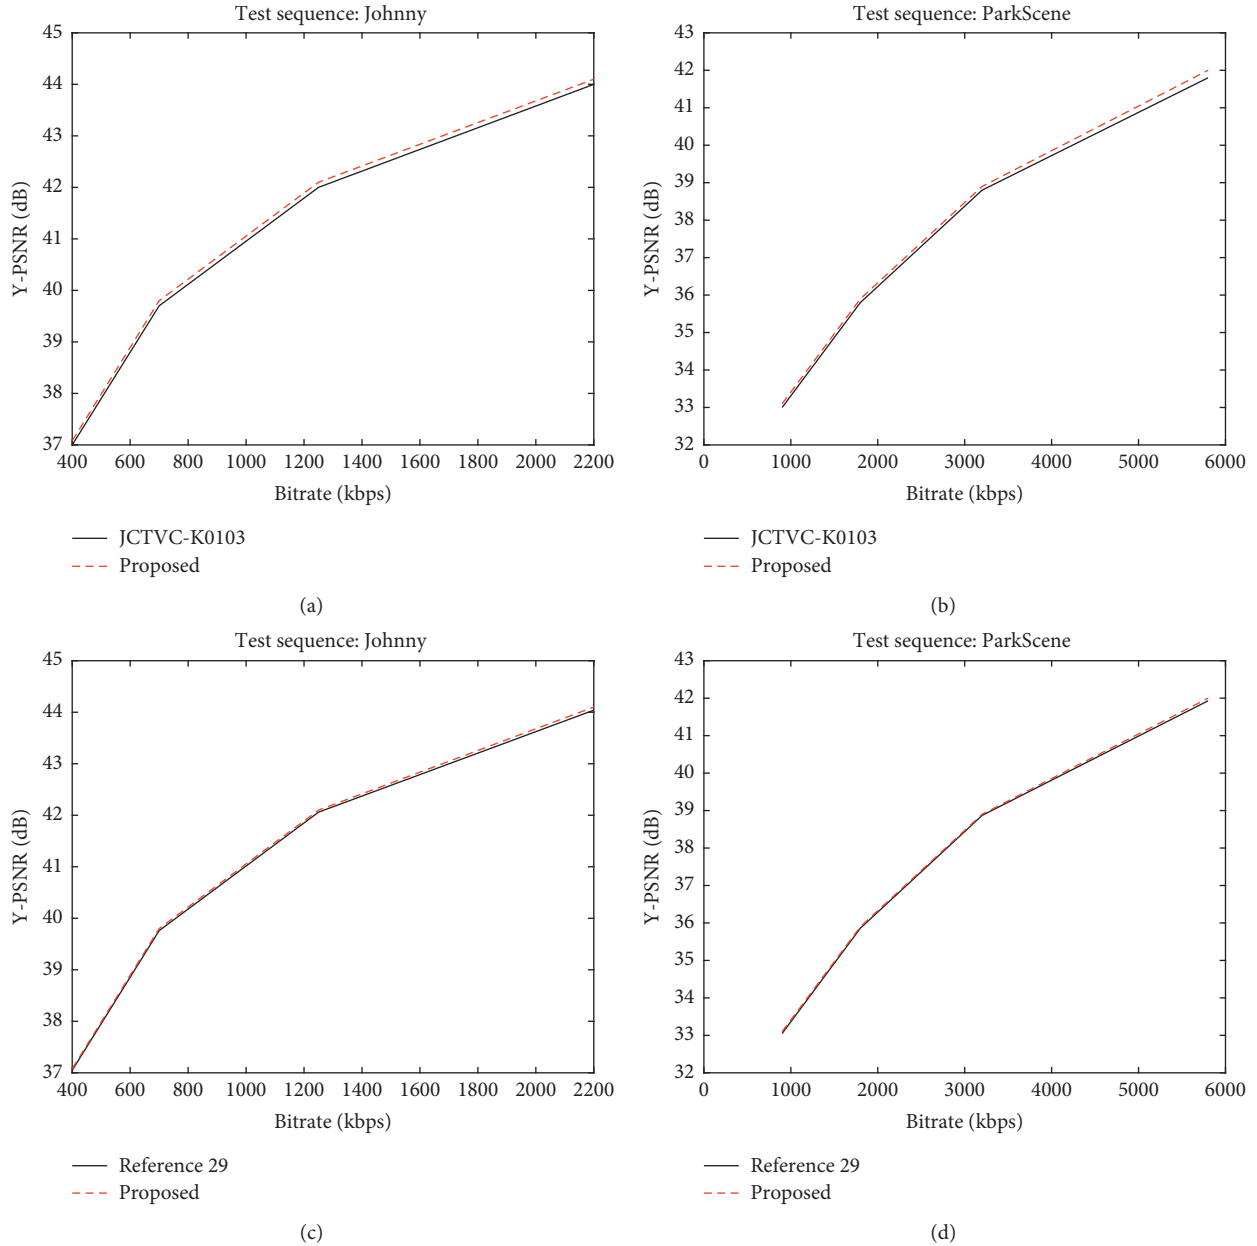 Test sequence: Johnny
45
44
43
42
41
40
39
38
37
Y-PSNR (dB)
400 600 800 1000 1200 1400 1600 1800 2000 2200
Bitrate (kbps)
JCTVC-K0103
Proposed
(a)
Test sequence: ParkScene
43
42
41
40
39
38
37
36
35
34
33
32
Y-PSNR (dB)
0 1000 2000 3000 4000 5000 6000
Bitrate (kbps)
JCTVC-K0103
Proposed
(b)
Test sequence: Johnny
45
44
43
42
41
40
39
38
37
Y-PSNR (dB)
400 600 800 1000 1200 1400 1600 1800 2000 2200
Bitrate (kbps)
Reference 29
Proposed
(c)
Test sequence: ParkScene
43
42
41
40
39
38
37
36
35
34
33
32
Y-PSNR (dB)
0 1000 2000 3000 4000 5000 6000
Bitrate (kbps)
Reference 29
Proposed
(d)